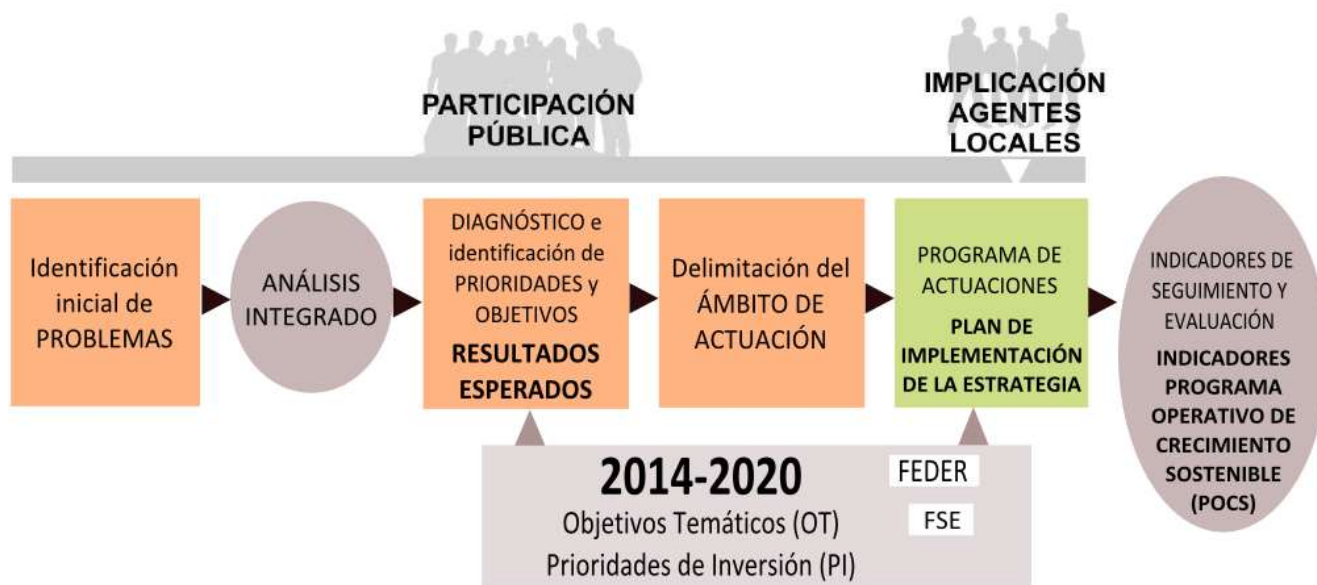 PARTICIPACIÓN
PÚBLICA
IMPLICACIÓN
AGENTES
LOCALES
Identificación
inicial de
PROBLEMAS
ANÁLISIS
INTEGRADO
DIAGNÓSTICO e
identificación de
PRIORIDADES y
OBJETIVOS
RESULTADOS
ESPERADOS
Delimitación del
ÁMBITO DE
ACTUACIÓN
PROGRAMA DE
ACTUACIONES
PLAN DE
IMPLEMENTACIÓN
DE LA ESTRATEGIA
INDICADORES DE
SEGUIMIENTO Y
EVALUACIÓN
INDICADORES
PROGRAMA
OPERATIVO DE
CRECIMIENTO
SOSTENIBLE
(POCS)
2014-2020
FEDER
Objetivos Temáticos (OT)
FSE
Prioridades de Inversión (PI)